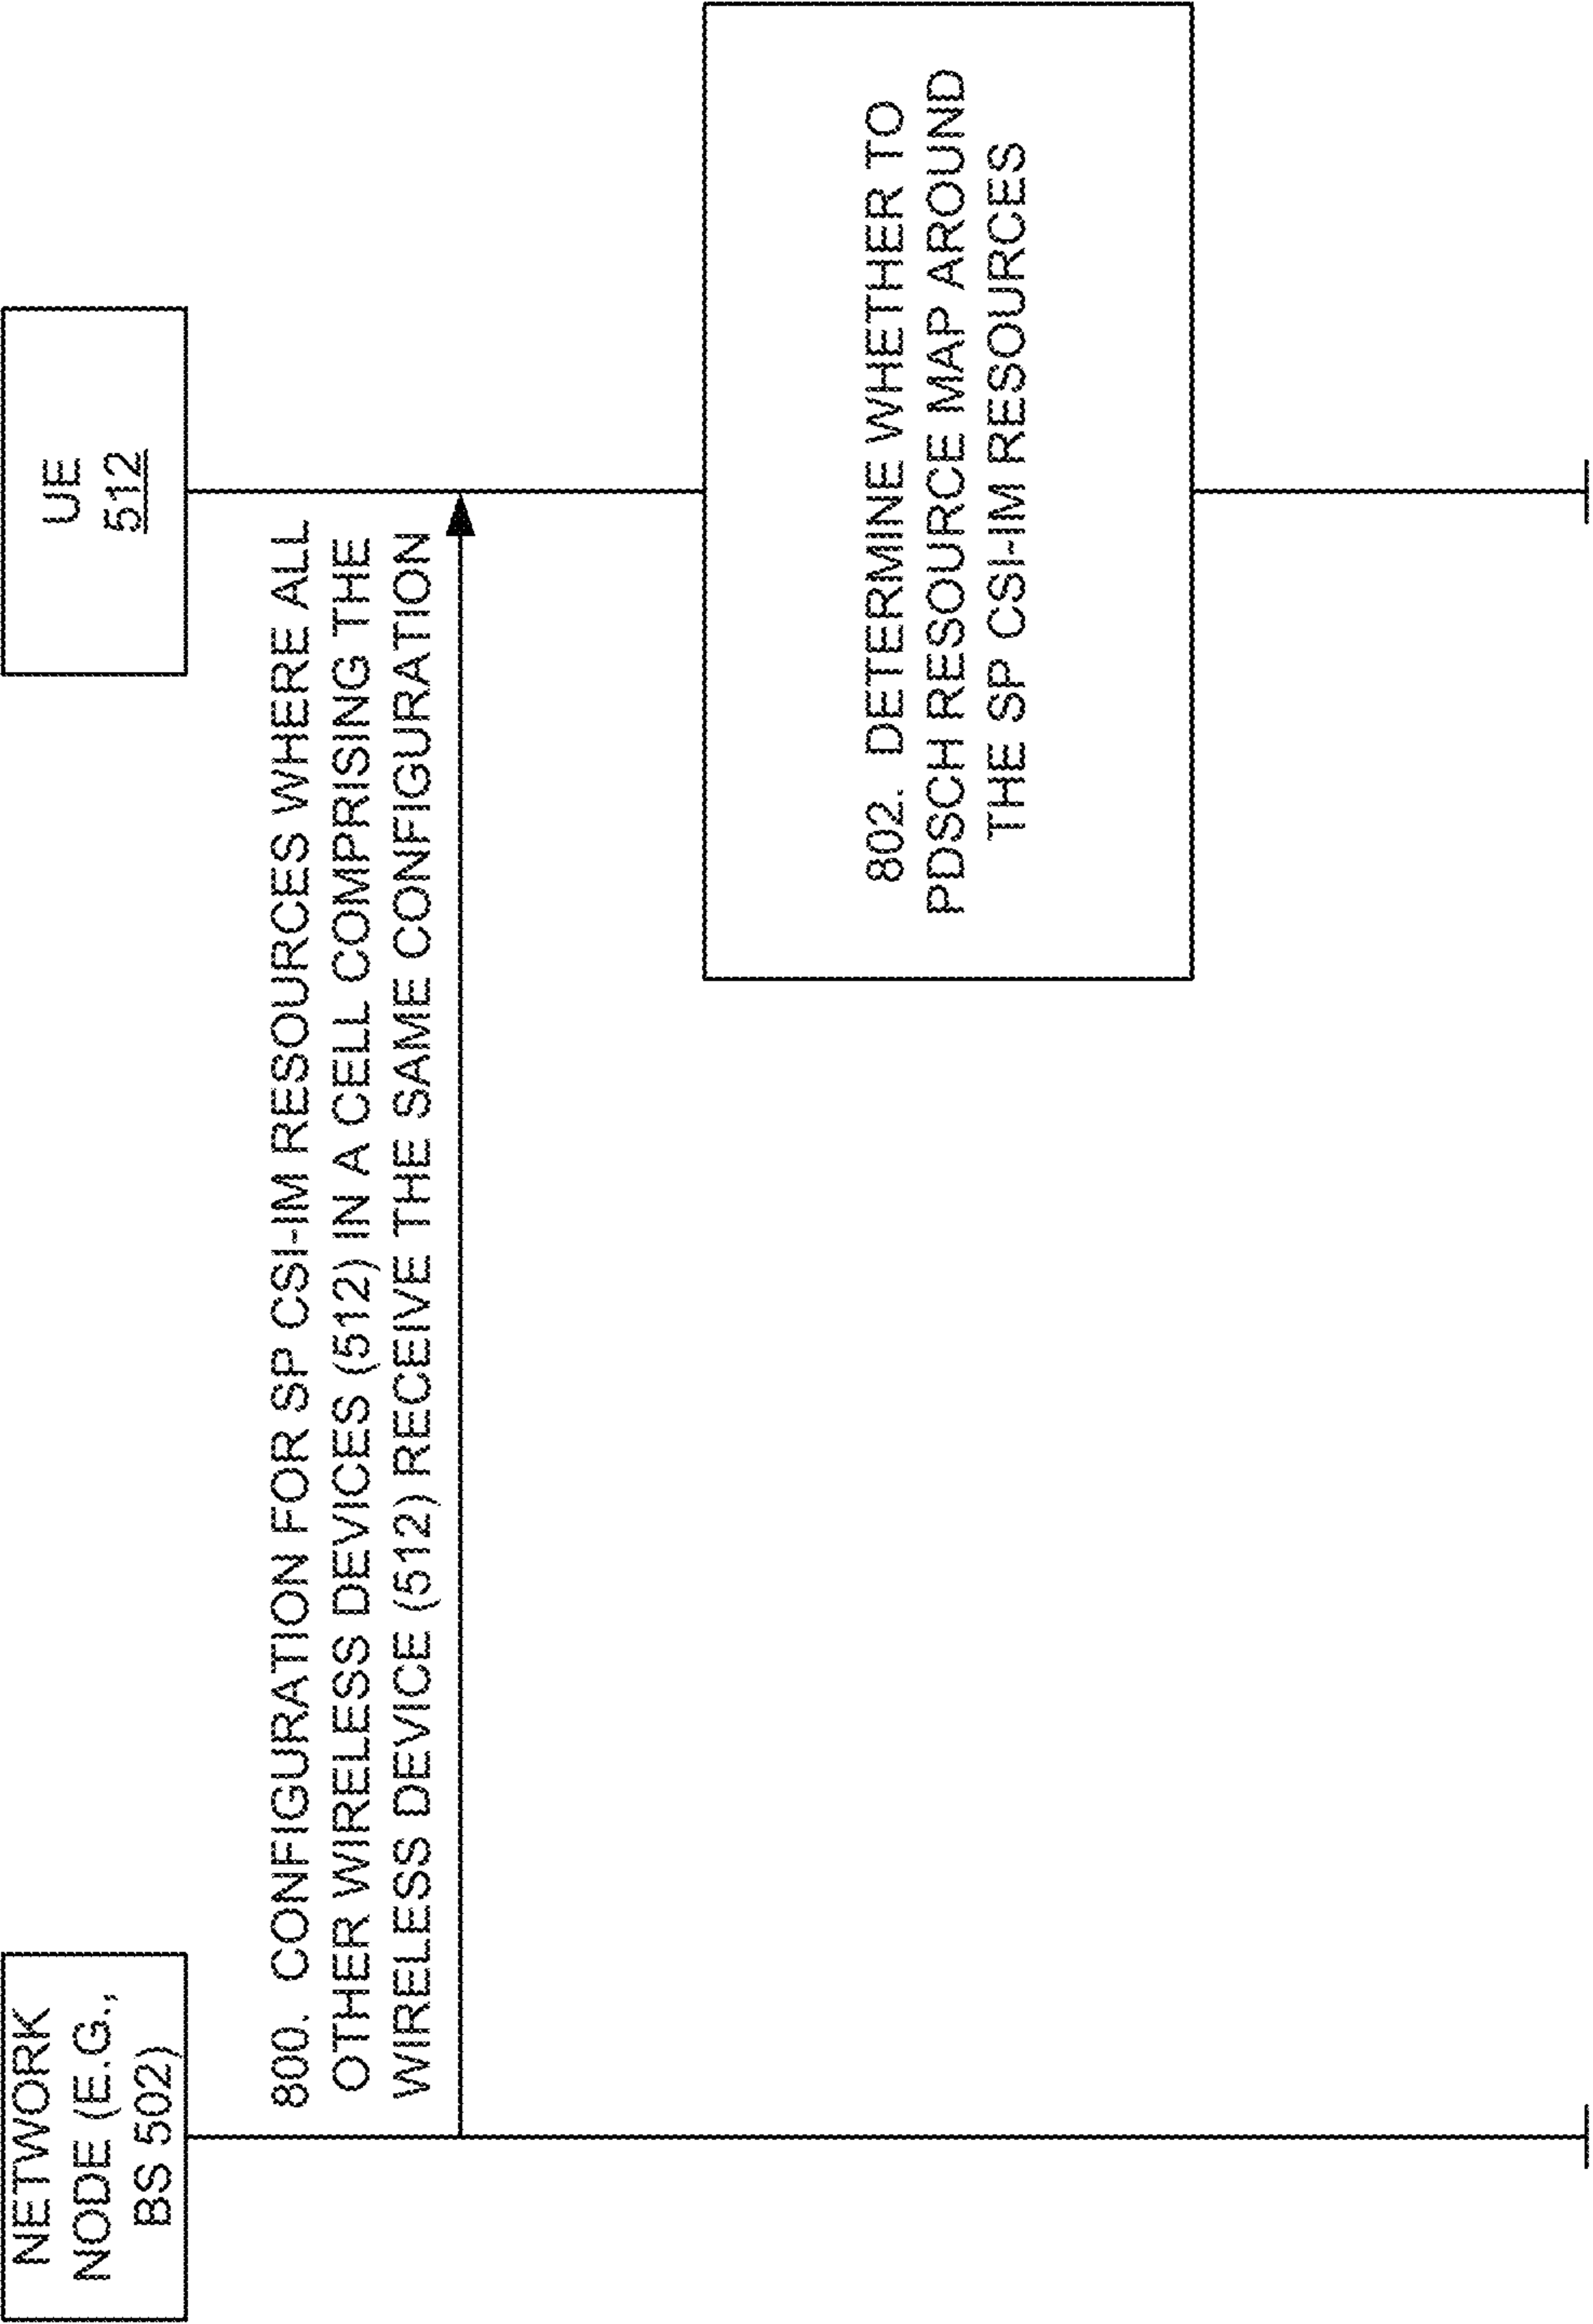 NETWORK
NODE (E.G.,
BS 502)
UE
512
800. CONFIGURATION FOR SP CSI-IM RESOURCES WHERE ALL
OTHER WIRELESS DEVICES (512) IN A CELL COMPRISING THE
WIRELESS DEVICE (512) RECEIVE THE SAME CONFIGURATION
802. DETERMINE WHETHER TO
PDSCH RESOURCE MAP AROUND
THE SP CSI-IM RESOURCES